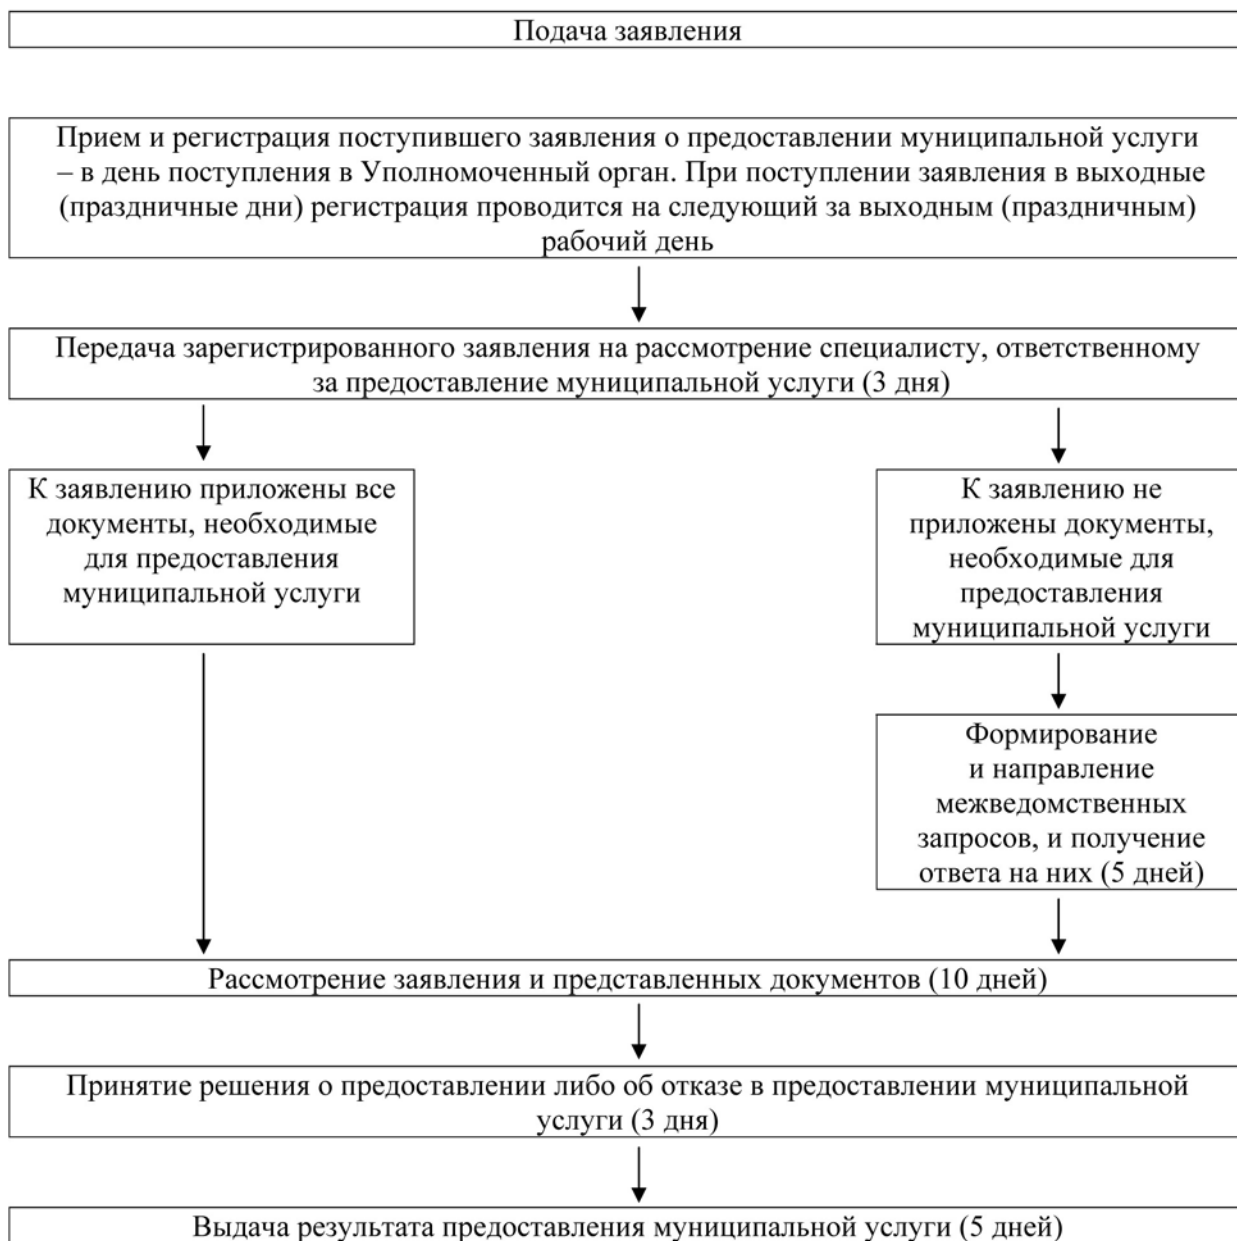 Подача заявления
Прием и регистрация поступившего заявления о предоставлении муниципальной услуги
– в день поступления в Уполномоченный орган. При поступлении заявления в выходные
(праздничные дни) регистрация проводится на следующий за выходным (праздничным)
рабочий день
Передача зарегистрированного заявления на рассмотрение специалисту, ответственному
за предоставление муниципальной услуги (3 дня)
К заявлению приложены все
документы, необходимые
для предоставления
муниципальной услуги
К заявлению не
приложены документы,
необходимые для
предоставления
муниципальной услуги
Формирование
и направление
межведомственных
запросов, и получение
ответа на них (5 дней)
Рассмотрение заявления и представленных документов (10 дней)
Принятие решения о предоставлении либо об отказе в предоставлении муниципальной
услуги (3 дня)
Выдача результата предоставления муниципальной услуги (5 дней)